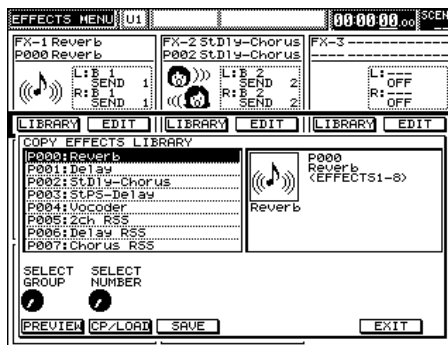 EFFECTS MENU U1 00:00:00.00 SCEN
FX-1 Reverb
P000 Reverb
L:B 1
SEND 1
R:B 1
SEND 1
LIBRARY EDIT
FX-2 StDly-Chorus
P002 StDly-Chorus
L:B 2
SEND 2
R:B 2
SEND 2
LIBRARY EDIT
FX-3 --------------
---- --------------
L:---
OFF
R:---
OFF
LIBRARY EDIT
COPY EFFECTS LIBRARY
P000:Reverb
P001:Delay
P002:StDly-Chorus
P003:StPS-Delay
P004:Vocoder
P005:2ch RSS
P006:Delay RSS
P007:Chorus RSS
P000
Reverb
<EFFECTS1-8>
Reverb
SELECT GROUP
SELECT NUMBER
PREVIEW CP/LOAD SAVE EXIT